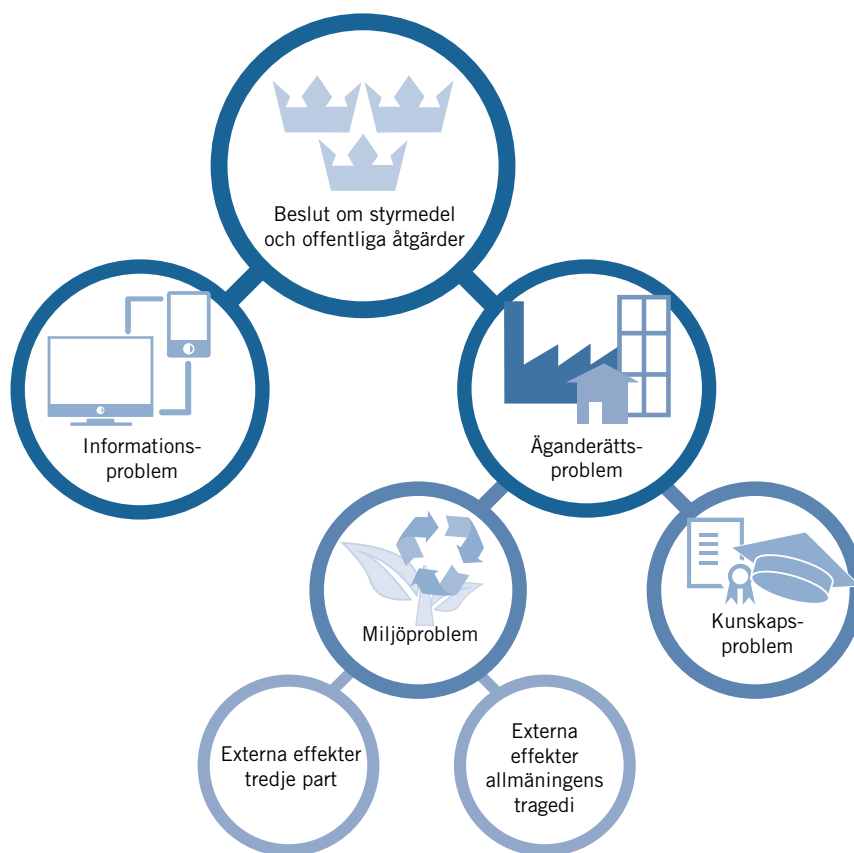 Beslut om styrmedel
och offentliga åtgärder
Informations-
problem
Äganderätts-
problem
Miljöproblem
Kunskaps-
problem
Externa effekter
tredje part
Externa
effekter
allmäningens
tragedi